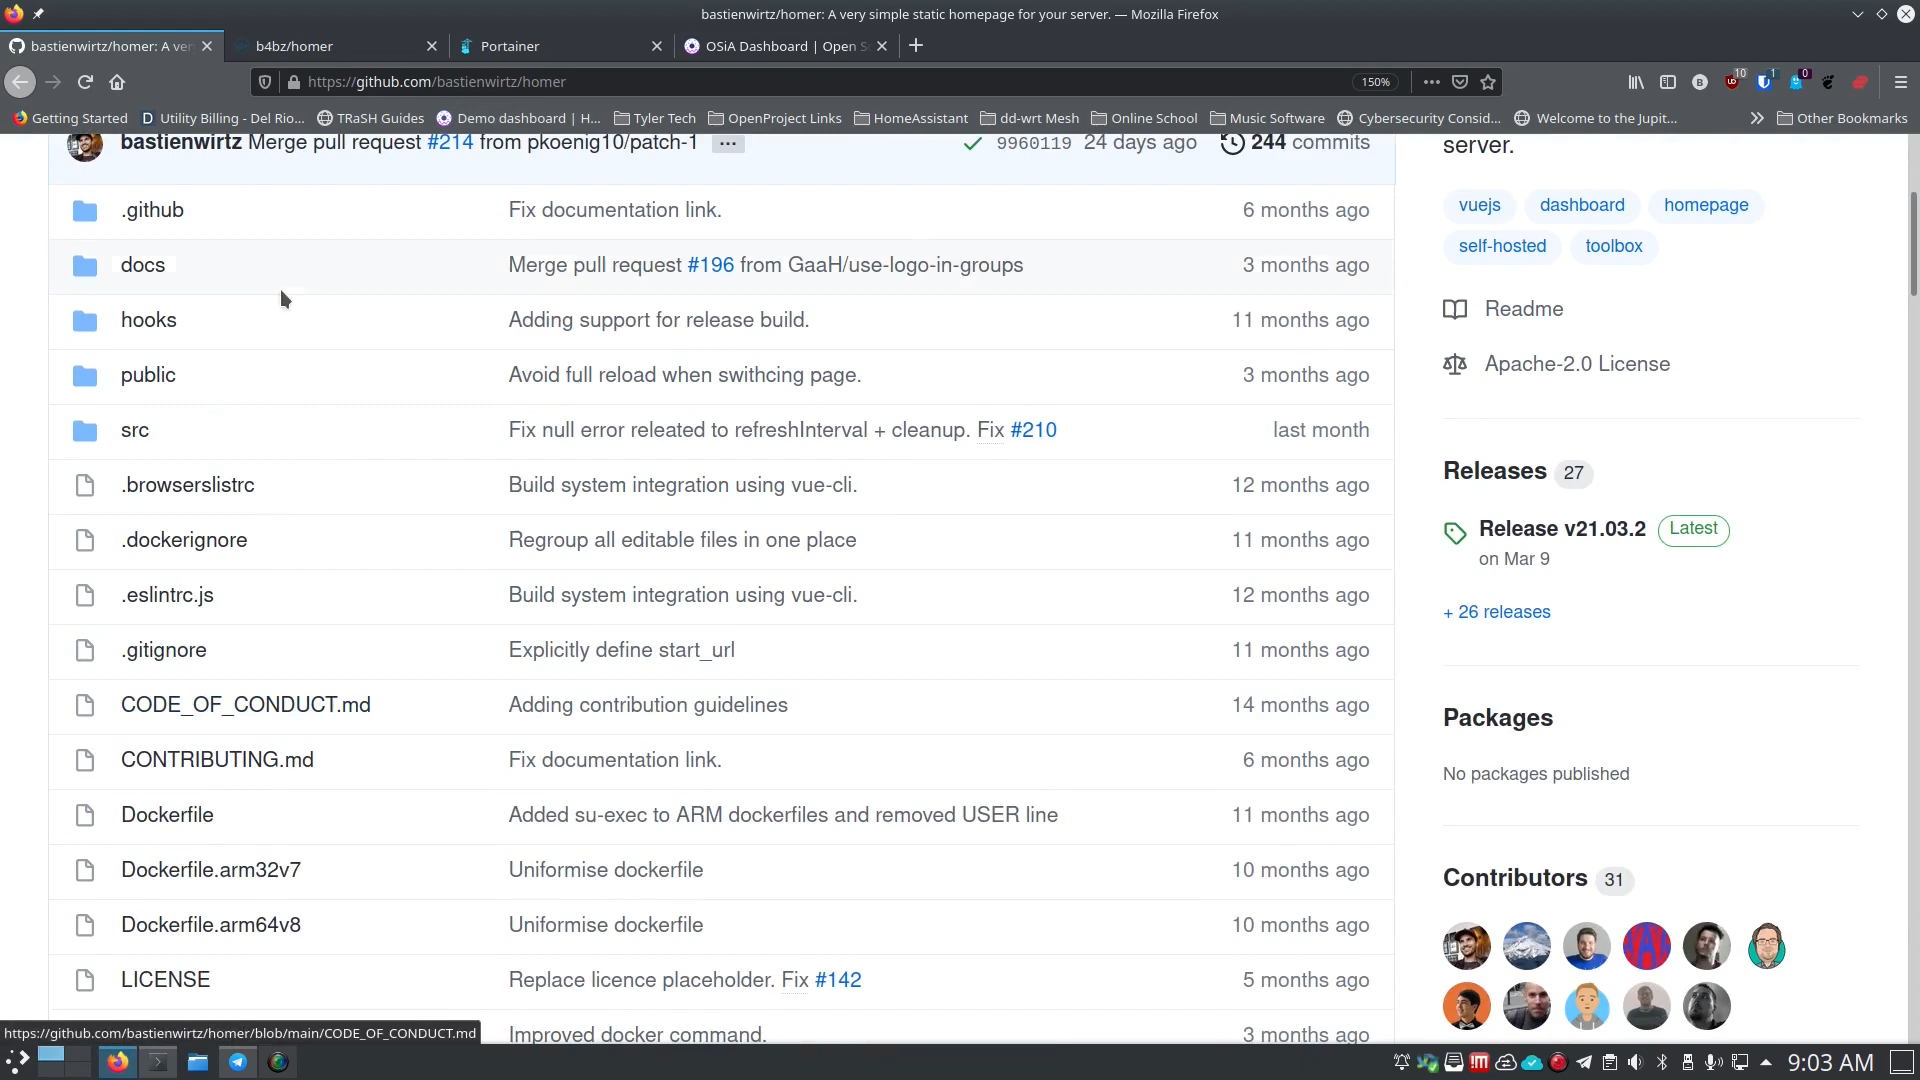 bastienwirtz/homer: A very simple static homepage for your server. — Mozilla Firefox
bastienwirtz/homer: A ver
b4bz/homer
Portainer
OSiA Dashboard | Open S
https://github.com/bastienwirtz/homer
150%
10
1
0
Getting Started
Utility Billing - Del Rio...
TRaSH Guides
Demo dashboard | H...
Tyler Tech
OpenProject Links
HomeAssistant
dd-wrt Mesh
Online School
Music Software
Cybersecurity Consid...
Welcome to the Jupit...
Other Bookmarks
bastienwirtz Merge pull request #214 from pkoenig10/patch-1 ... 9960119 24 days ago 244 commits
.github Fix documentation link. 6 months ago
docs Merge pull request #196 from GaaH/use-logo-in-groups 3 months ago
hooks Adding support for release build. 11 months ago
public Avoid full reload when swithcing page. 3 months ago
src Fix null error releated to refreshInterval + cleanup. Fix #210 last month
.browserslistrc Build system integration using vue-cli. 12 months ago
.dockerignore Regroup all editable files in one place 11 months ago
.eslintrc.js Build system integration using vue-cli. 12 months ago
.gitignore Explicitly define start_url 11 months ago
CODE_OF_CONDUCT.md Adding contribution guidelines 14 months ago
CONTRIBUTING.md Fix documentation link. 6 months ago
Dockerfile Added su-exec to ARM dockerfiles and removed USER line 11 months ago
Dockerfile.arm32v7 Uniformise dockerfile 10 months ago
Dockerfile.arm64v8 Uniformise dockerfile 10 months ago
LICENSE Replace licence placeholder. Fix #142 5 months ago
Improved docker command. 3 months ago
server.
vuejs dashboard homepage
self-hosted toolbox
Readme
Apache-2.0 License
Releases 27
Release v21.03.2 Latest
on Mar 9
+ 26 releases
Packages
No packages published
Contributors 31
https://github.com/bastienwirtz/homer/blob/main/CODE_OF_CONDUCT.md
9:03 AM